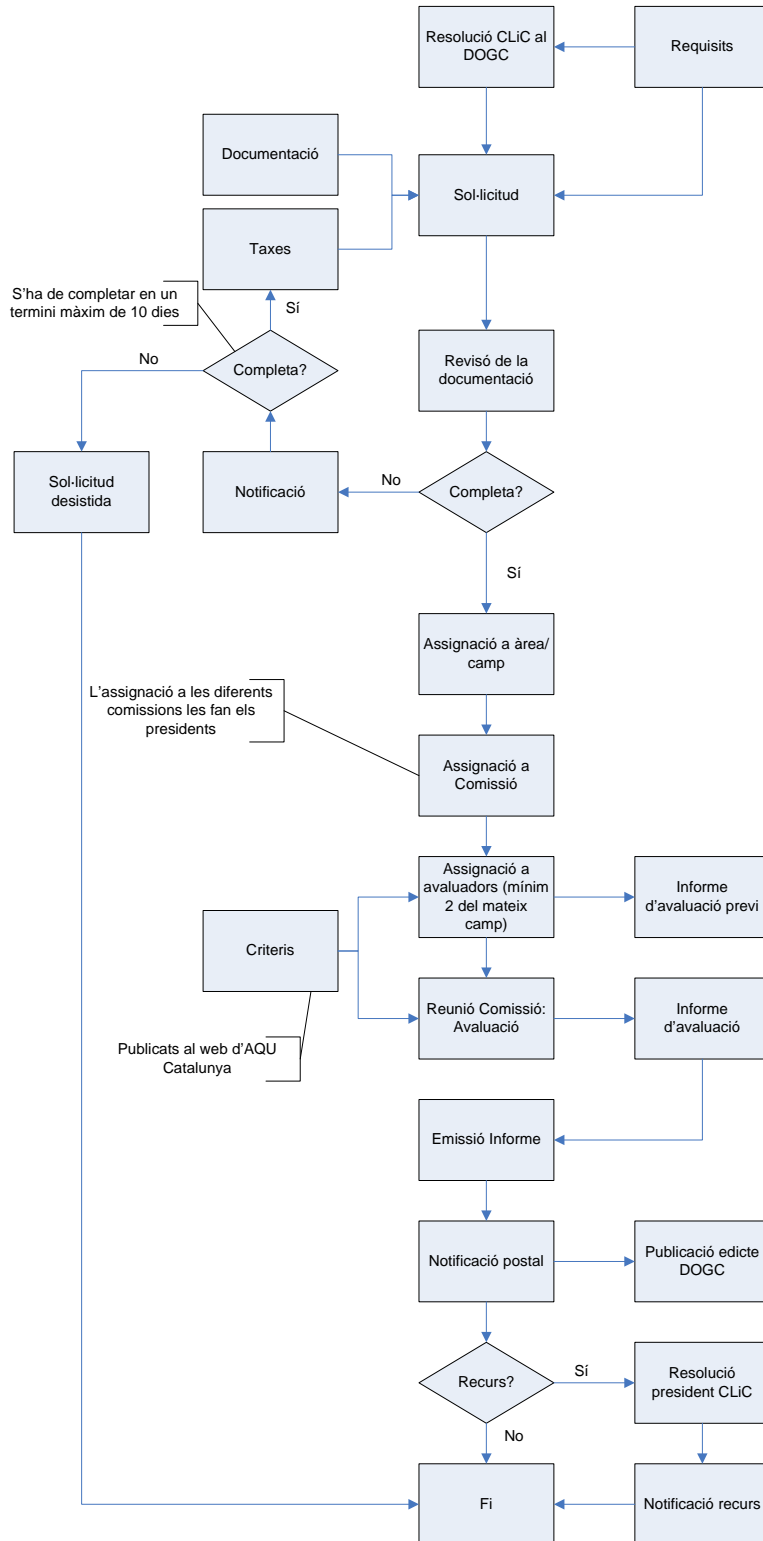 Resolució CLiC al
DOGC
Requisits
Documentació
Sol·licitud
Taxes
S'ha de completar en un
termini màxim de 10 dies
Sí
No
Completa?
Revisó de la
documentació
Sol·licitud
desistida
Notificació
No
Completa?
Sí
Assignació a àrea/
camp
L'assignació a les diferents
comissions les fan els
presidents
Assignació a
Comissió
Assignació a
avaluadors (mínim
2 del mateix
camp)
Informe
d'avaluació previ
Criteris
Reunió Comissió:
Avaluació
Informe
d'avaluació
Publicats al web d'AQU
Catalunya
Emissió Informe
Notificació postal
Publicació edicte
DOGC
Recurs?
Sí
Resolució
president CLiC
No
Fi
Notificació recurs